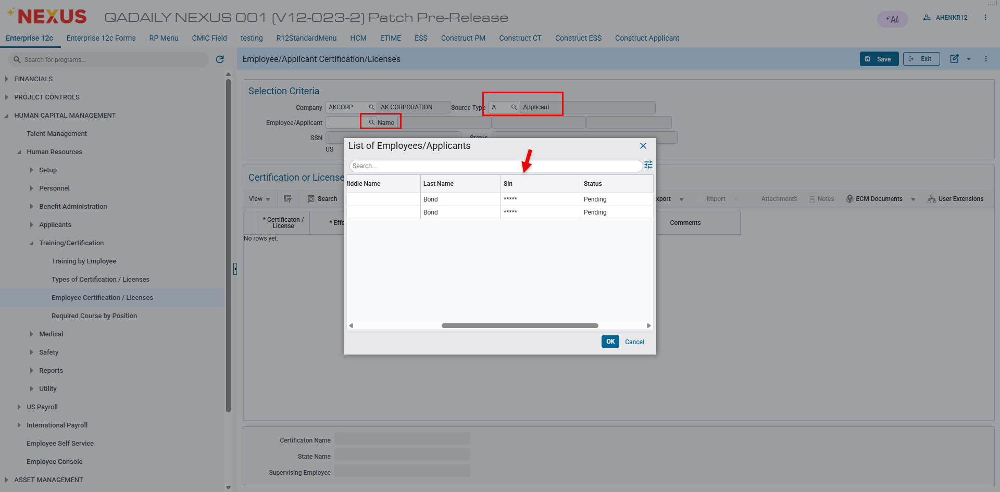 NEXUS QADAILY NEXUS 001 (V12-023-2) Patch Pre-Release AI AHENKR12
Enterprise 12c Enterprise 12c Forms RP Menu CMiC Field testing R12StandardMenu HCM ETIME ESS Construct PM Construct CT Construct ESS Construct Applicant
Search for programs...
FINANCIALS
PROJECT CONTROLS
HUMAN CAPITAL MANAGEMENT
Talent Management
Human Resources
Setup
Personnel
Benefit Administration
Applicants
Training/Certification
Training by Employee
Types of Certification / Licenses
Employee Certification / Licenses
Required Course by Position
Medical
Safety
Reports
Utility
US Payroll
International Payroll
Employee Self Service
Employee Console
ASSET MANAGEMENT
Employee/Applicant Certification/Licenses Save Exit
Selection Criteria
Company AKCORP AK CORPORATION Source Type A Applicant
Employee/Applicant Name
SSN Status
US
Certification or License
View Search xport Import Attachments Notes ECM Documents User Extensions
* Certificaton / License * Effe Comments
No rows yet.
List of Employees/Applicants
Search...
Middle Name Last Name Sin Status
Bond ***** Pending
Bond ***** Pending
OK Cancel
Certificaton Name
State Name
Supervising Employee